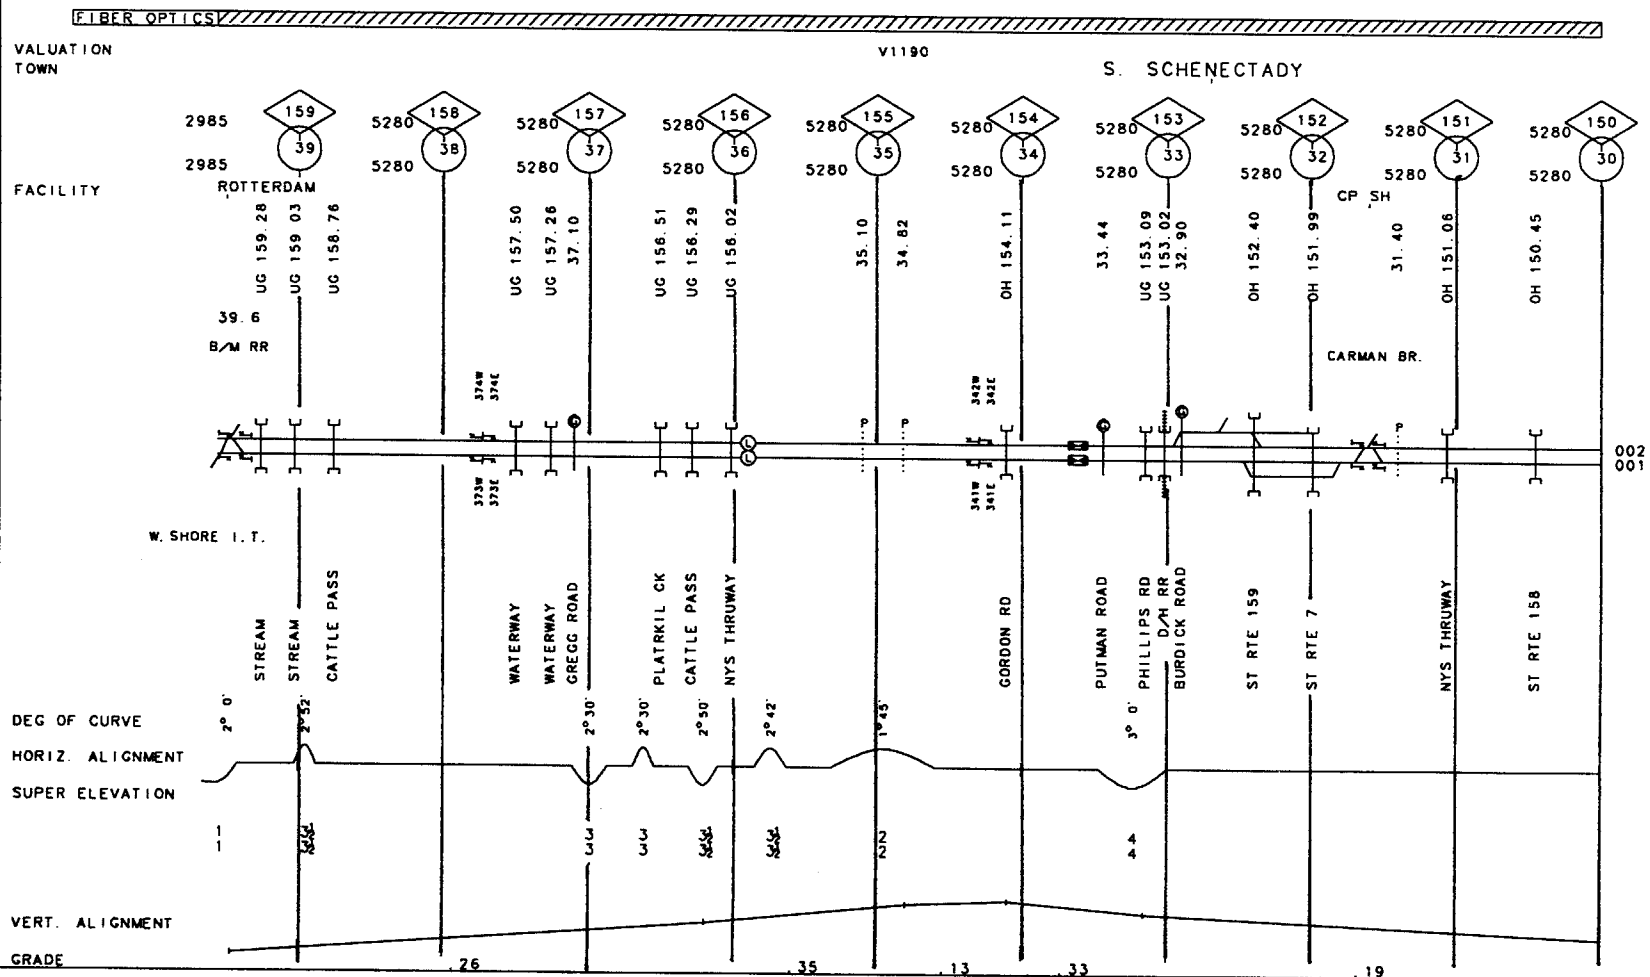 FIBER OPTICS
VALUATION V1190
TOWN S. SCHENECTADY
159 158 157 156 155 154 153 152 151 150
2985 5280 5280 5280 5280 5280 5280 5280 5280 5280
39 38 37 36 35 34 33 32 31 30
2985 5280 5280 5280 5280 5280 5280 5280 5280 5280
FACILITY ROTTERDAM CP SH
UG 159.28
UG 159 03
UG 158.76
UG 157.50
UG 157.26
37.10
UG 156.51
UG 156.29
UG 156.02
35.10
34.82
OH 154.11
33.44
UG 153.09
UG 153.02
32.90
OH 152.40
OH 151.99
31.40
OH 151.06
OH 150.45
39.6
B/M RR
CARMAN BR.
374W
374E
342W
342E
L
L
P
P
P
002
001
373W
373E
341W
341E
W. SHORE I.T.
STREAM
STREAM
CATTLE PASS
WATERWAY
WATERWAY
GREGG ROAD
PLATRKIL CK
CATTLE PASS
NYS THRUWAY
GORDON RD
PUTMAN ROAD
PHILLIPS RD
D/H RR
BURDICK ROAD
ST RTE 159
ST RTE 7
NYS THRUWAY
ST RTE 158
DEG OF CURVE
2° 0'
2° 52'
2° 30'
2° 30'
2° 50'
2° 42'
1° 45'
3° 0'
HORIZ. ALIGNMENT
SUPER ELEVATION
1 3 3 2 4
1 3 3 2 4
VERT. ALIGNMENT
GRADE .26 .35 .13 .33 .19